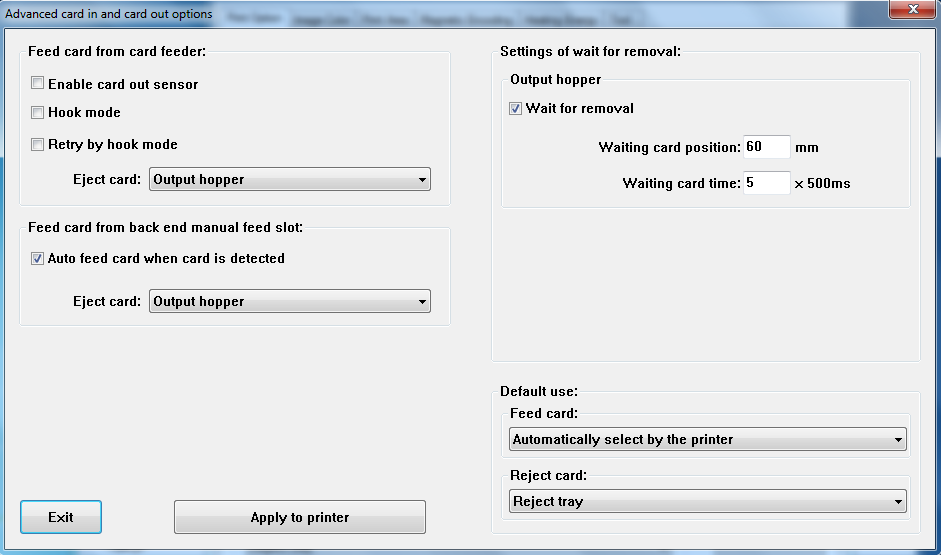 Advanced card in and card out options
Feed card from card feeder:
Enable card out sensor
Hook mode
Retry by hook mode
Eject card: Output hopper
Feed card from back end manual feed slot:
Auto feed card when card is detected
Eject card: Output hopper
Settings of wait for removal:
Output hopper
Wait for removal
Waiting card position: 60 mm
Waiting card time: 5 x 500ms
Default use:
Feed card:
Automatically select by the printer
Reject card:
Reject tray
Exit
Apply to printer